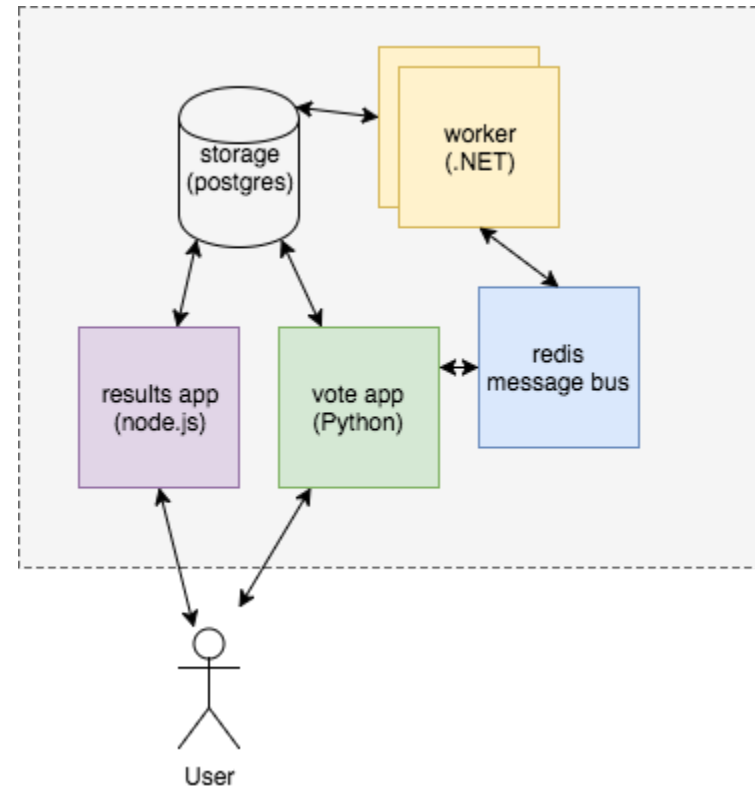 worker
(.NET)
storage
(postgres)
redis
message bus
results app
(node.js)
vote app
(Python)
User